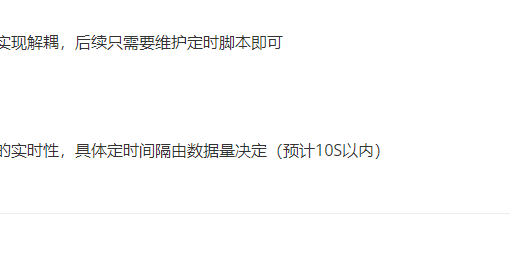 实现解耦，后续只需要维护定时脚本即可
的实时性，具体定时间隔由数据量决定（预计10S以内）